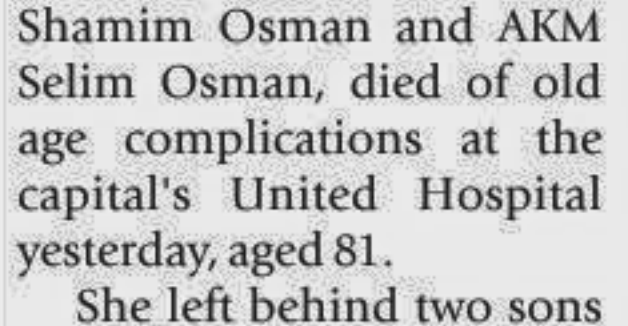 Shamim Osman and AKM
Selim Osman, died of old
age complications at the
capital's United Hospital
yesterday, aged 81.
She left behind two sons